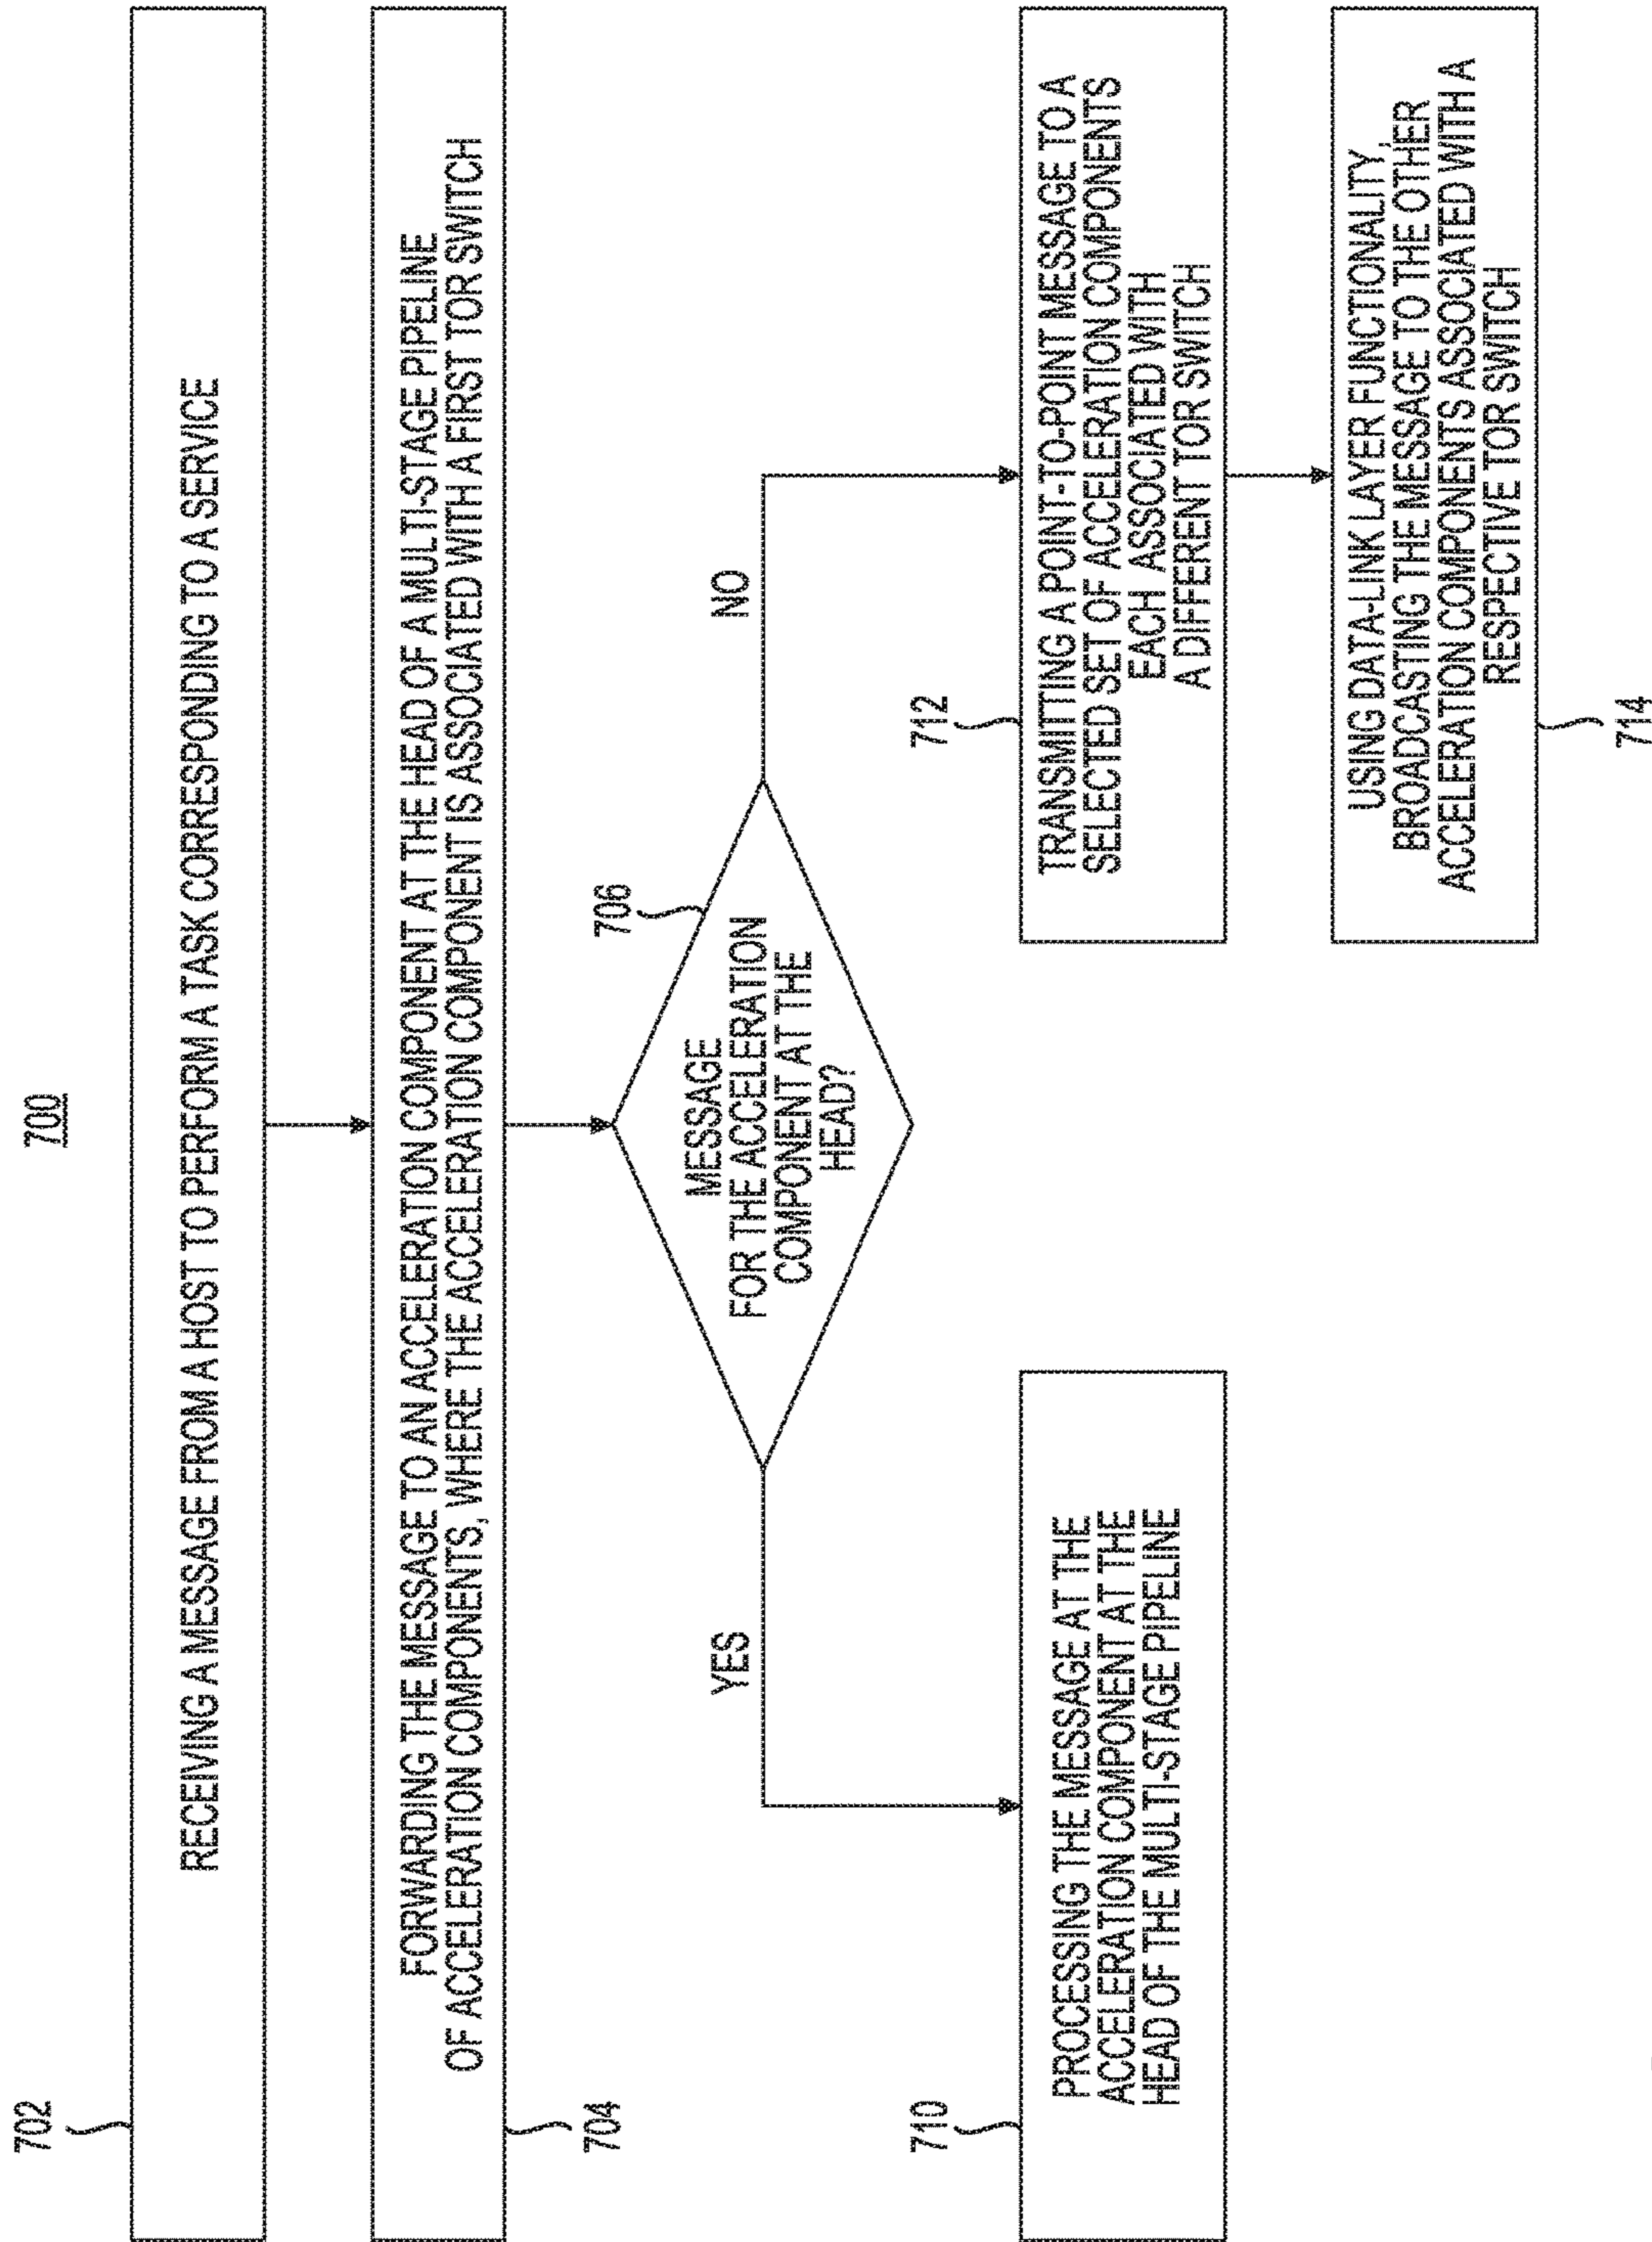 700
702
RECEIVING A MESSAGE FROM A HOST TO PERFORM A TASK CORRESPONDING TO A SERVICE
FORWARDING THE MESSAGE TO AN ACCELERATION COMPONENT AT THE HEAD OF A MULTI-STAGE PIPELINE
OF ACCELERATION COMPONENTS, WHERE THE ACCELERATION COMPONENT IS ASSOCIATED WITH A FIRST TOR SWITCH
704
706
MESSAGE
FOR THE ACCELERATION
COMPONENT AT THE
HEAD?
YES
NO
710
PROCESSING THE MESSAGE AT THE
ACCELERATION COMPONENT AT THE
HEAD OF THE MULTI-STAGE PIPELINE
712
TRANSMITTING A POINT-TO-POINT MESSAGE TO A
SELECTED SET OF ACCELERATION COMPONENTS
EACH ASSOCIATED WITH
A DIFFERENT TOR SWITCH
USING DATA-LINK LAYER FUNCTIONALITY,
BROADCASTING THE MESSAGE TO THE OTHER
ACCELERATION COMPONENTS ASSOCIATED WITH A
RESPECTIVE TOR SWITCH
714